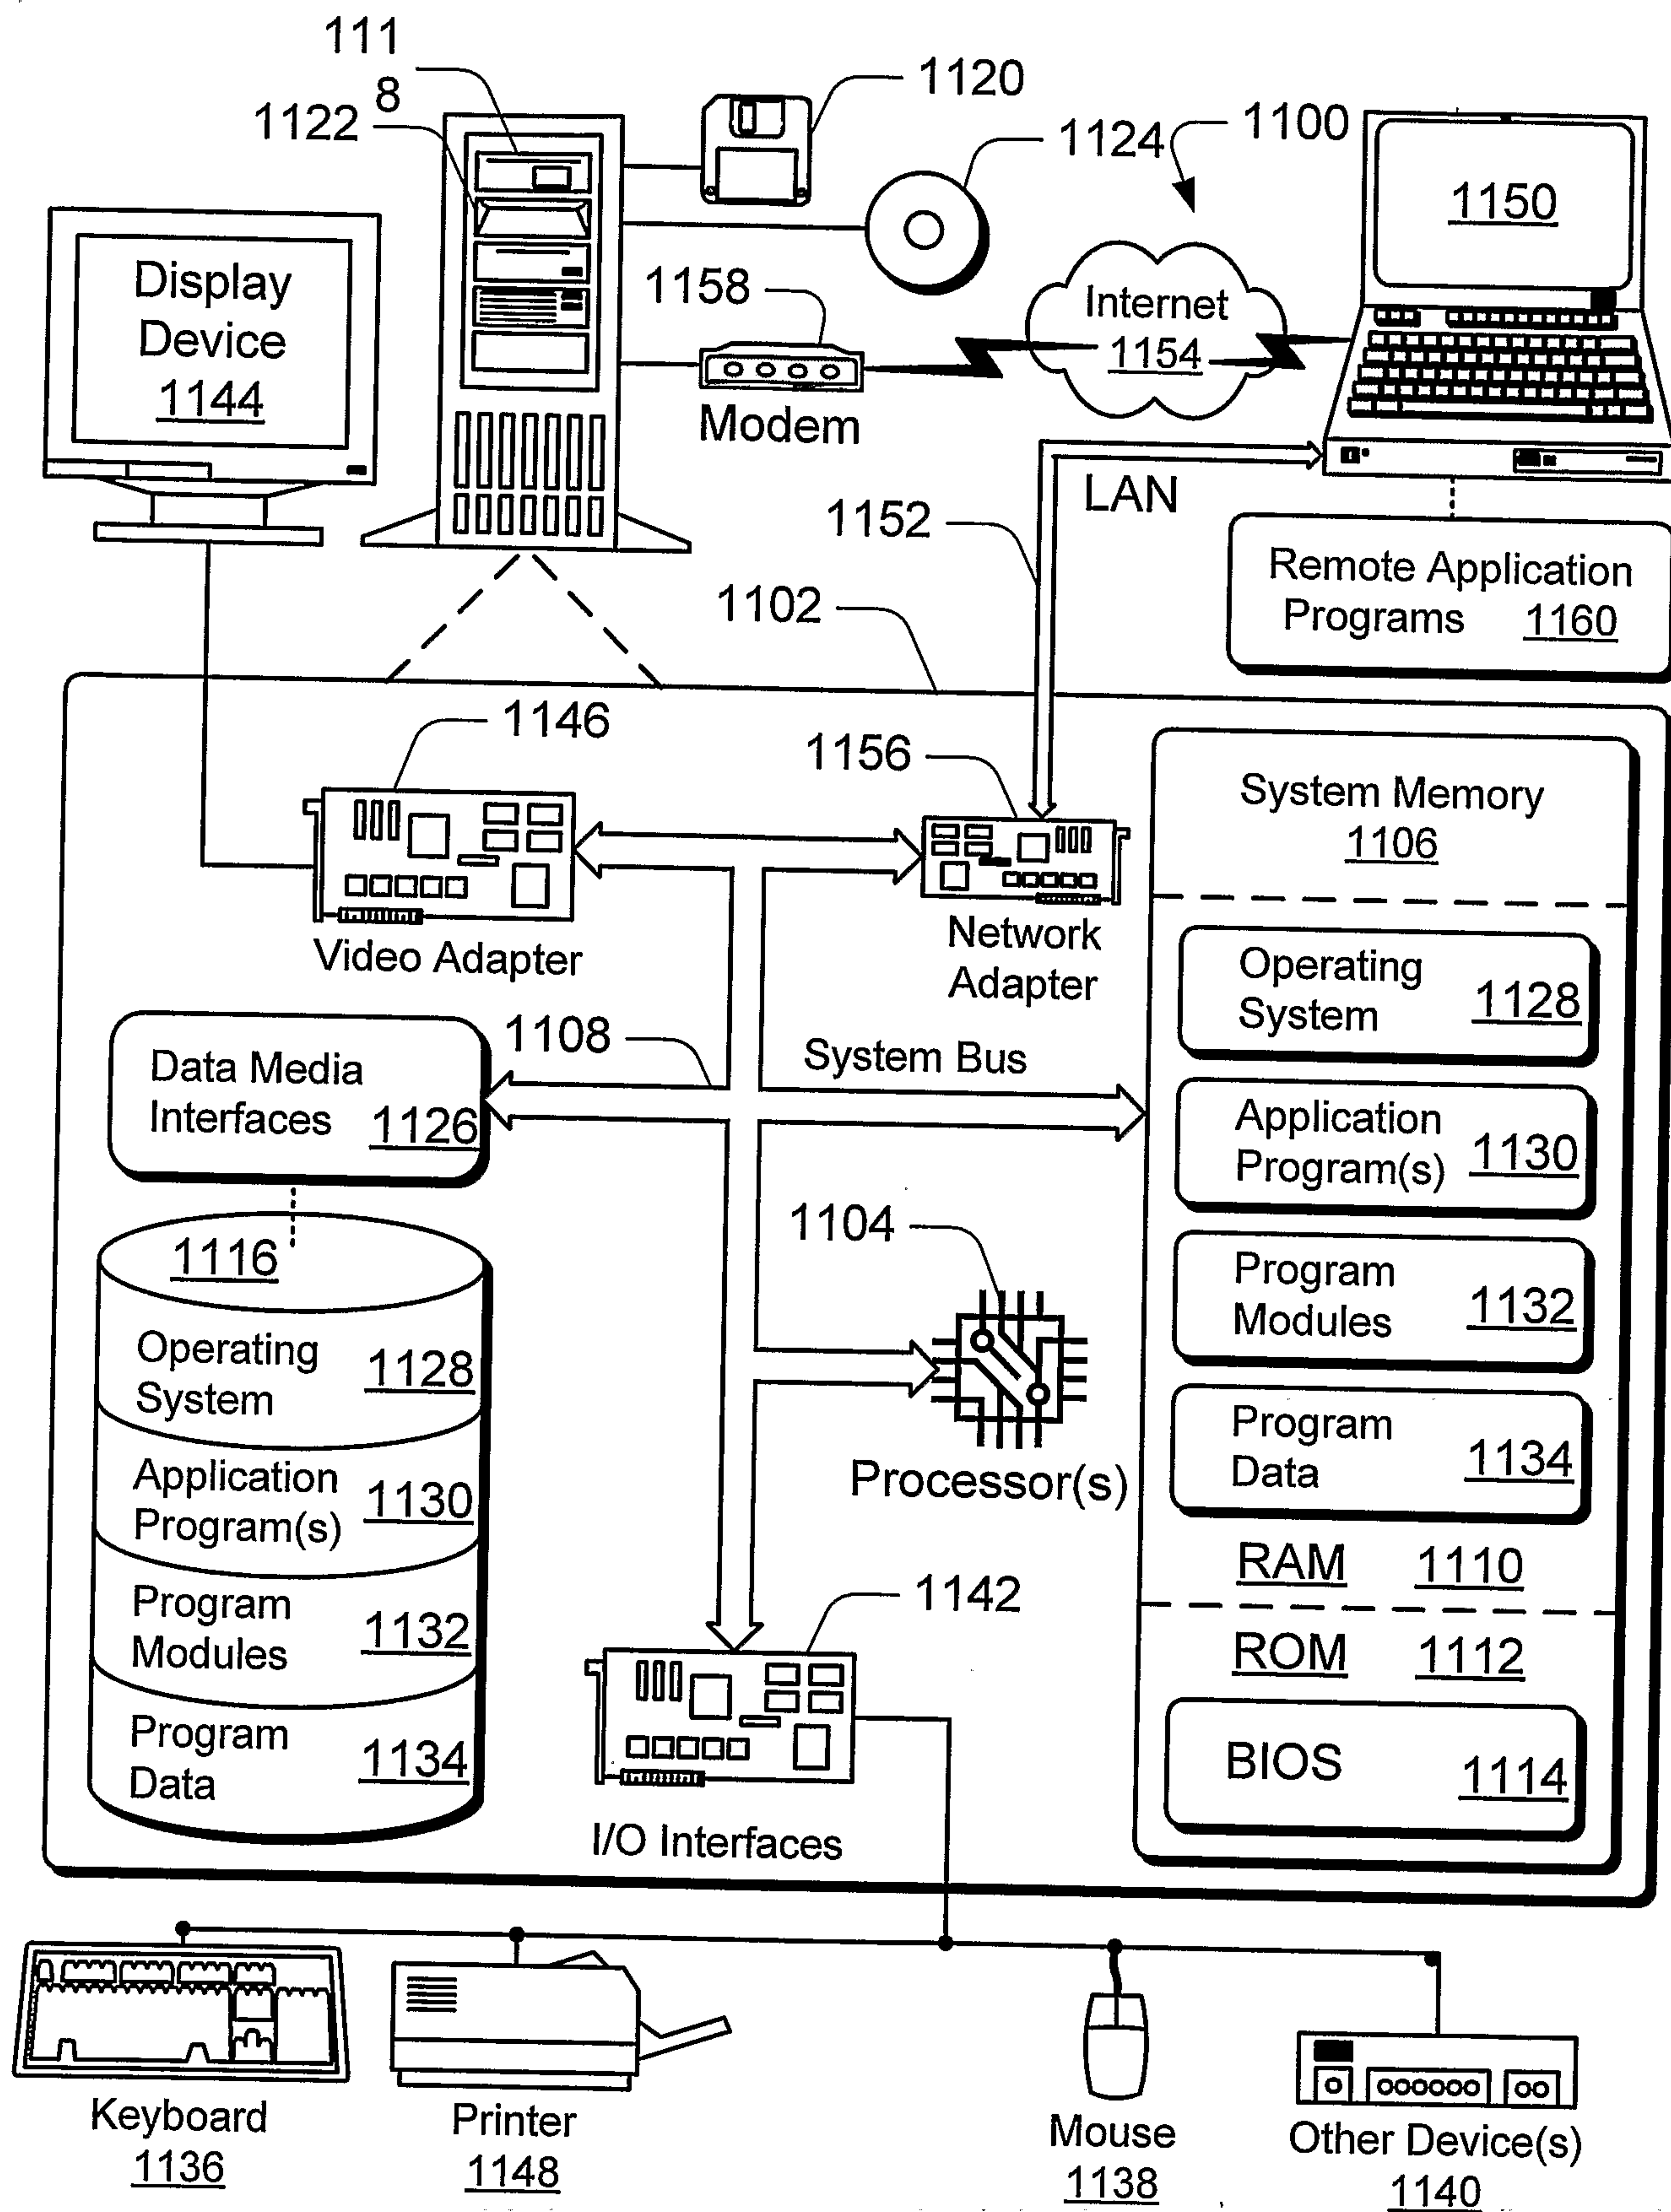 111
8
1122
1120
1124
1100
1150
Display
Device
1144
1158
Modem
Internet
1154
LAN
1152
Remote Application
Programs 1160
1102
1146
Video Adapter
1156
Network
Adapter
System Memory
1106
Operating
System 1128
Application
Program(s) 1130
Program
Modules 1132
Program
Data 1134
RAM 1110
ROM 1112
BIOS 1114
1108
System Bus
Data Media
Interfaces 1126
1116
Operating
System 1128
Application
Program(s) 1130
Program
Modules 1132
Program
Data 1134
1104
Processor(s)
1142
I/O Interfaces
Keyboard
1136
Printer
1148
Mouse
1138
Other Device(s)
1140